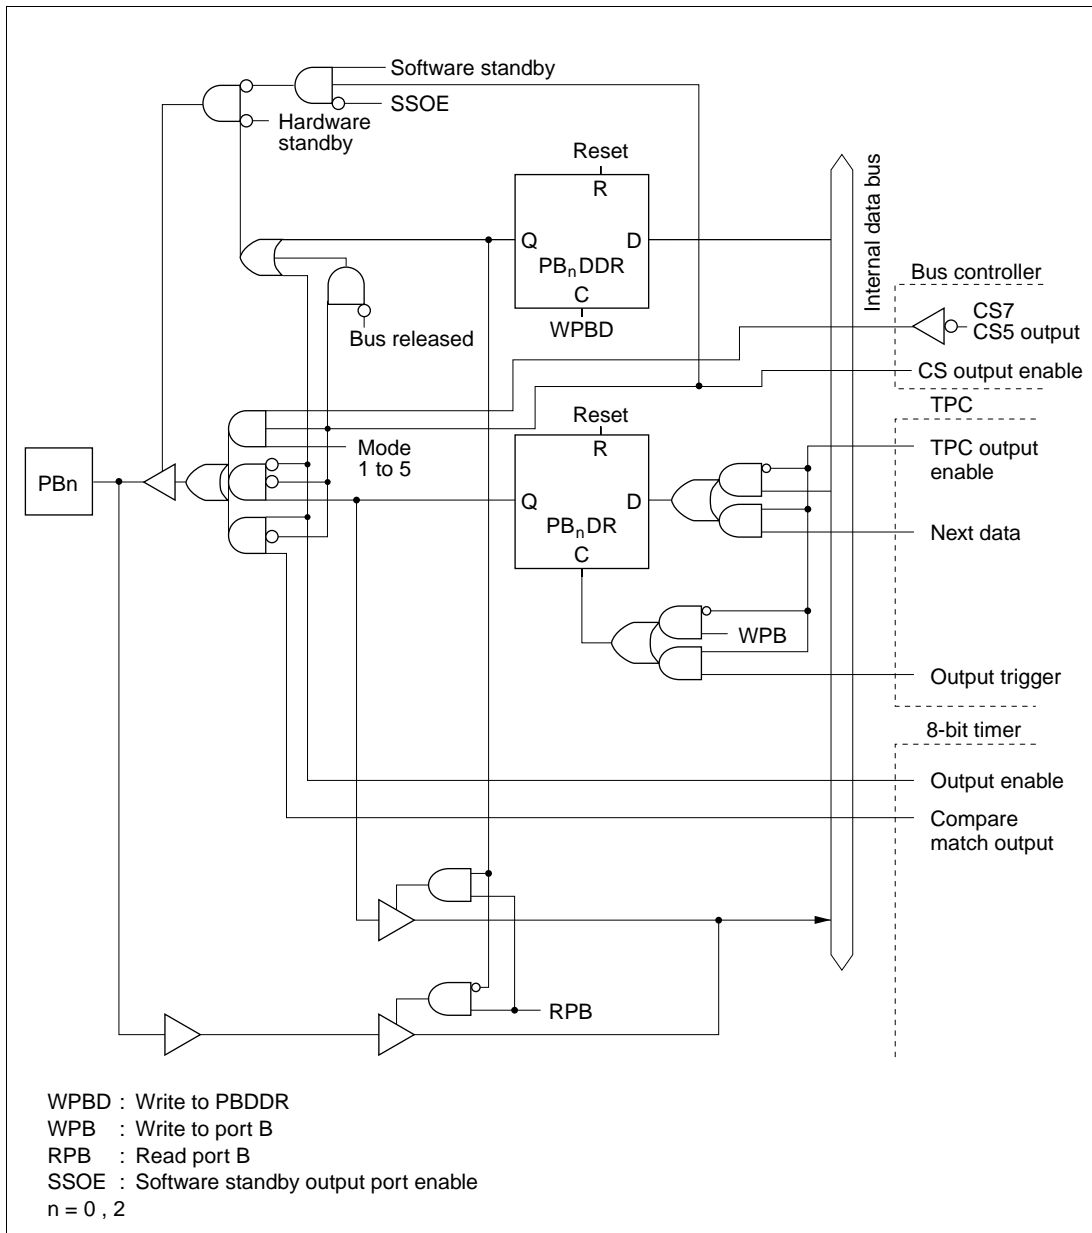 Software standby
SSOE
Hardware
standby
Reset
R
Q
D
PBnDDR
C
WPBD
Internal data bus
Bus controller
CS7
CS5 output
Bus released
CS output enable
TPC
Reset
R
Mode
1 to 5
TPC output
enable
PBn
Q
D
PBnDR
C
Next data
WPB
Output trigger
8-bit timer
Output enable
Compare
match output
RPB
WPBD : Write to PBDDR
WPB : Write to port B
RPB : Read port B
SSOE : Software standby output port enable
n = 0 , 2